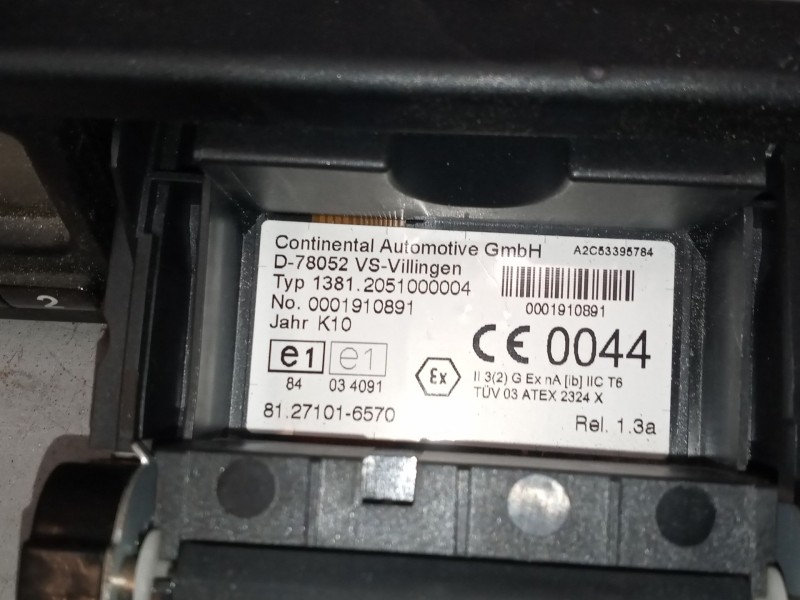 Continental Automotive GmbH A2C53395784
D-78052 VS-Villingen
Typ 1381.2051000004
No. 0001910891
0001910891
Jahr K10
CE 0044
e1 e1
84 03 4091
Ex
II 3(2) G Ex nA [ib] IIC T6
TÜV 03 ATEX 2324 X
81.27101-6570
Rel. 1.3a
2